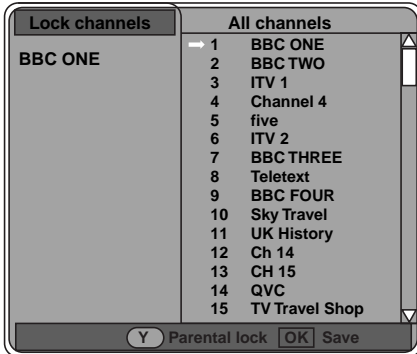 Lock channels
BBC ONE
All channels
1 BBC ONE
2 BBC TWO
3 ITV 1
4 Channel 4
5 five
6 ITV 2
7 BBC THREE
8 Teletext
9 BBC FOUR
10 Sky Travel
11 UK History
12 Ch 14
13 CH 15
14 QVC
15 TV Travel Shop
Y Parental lock OK Save